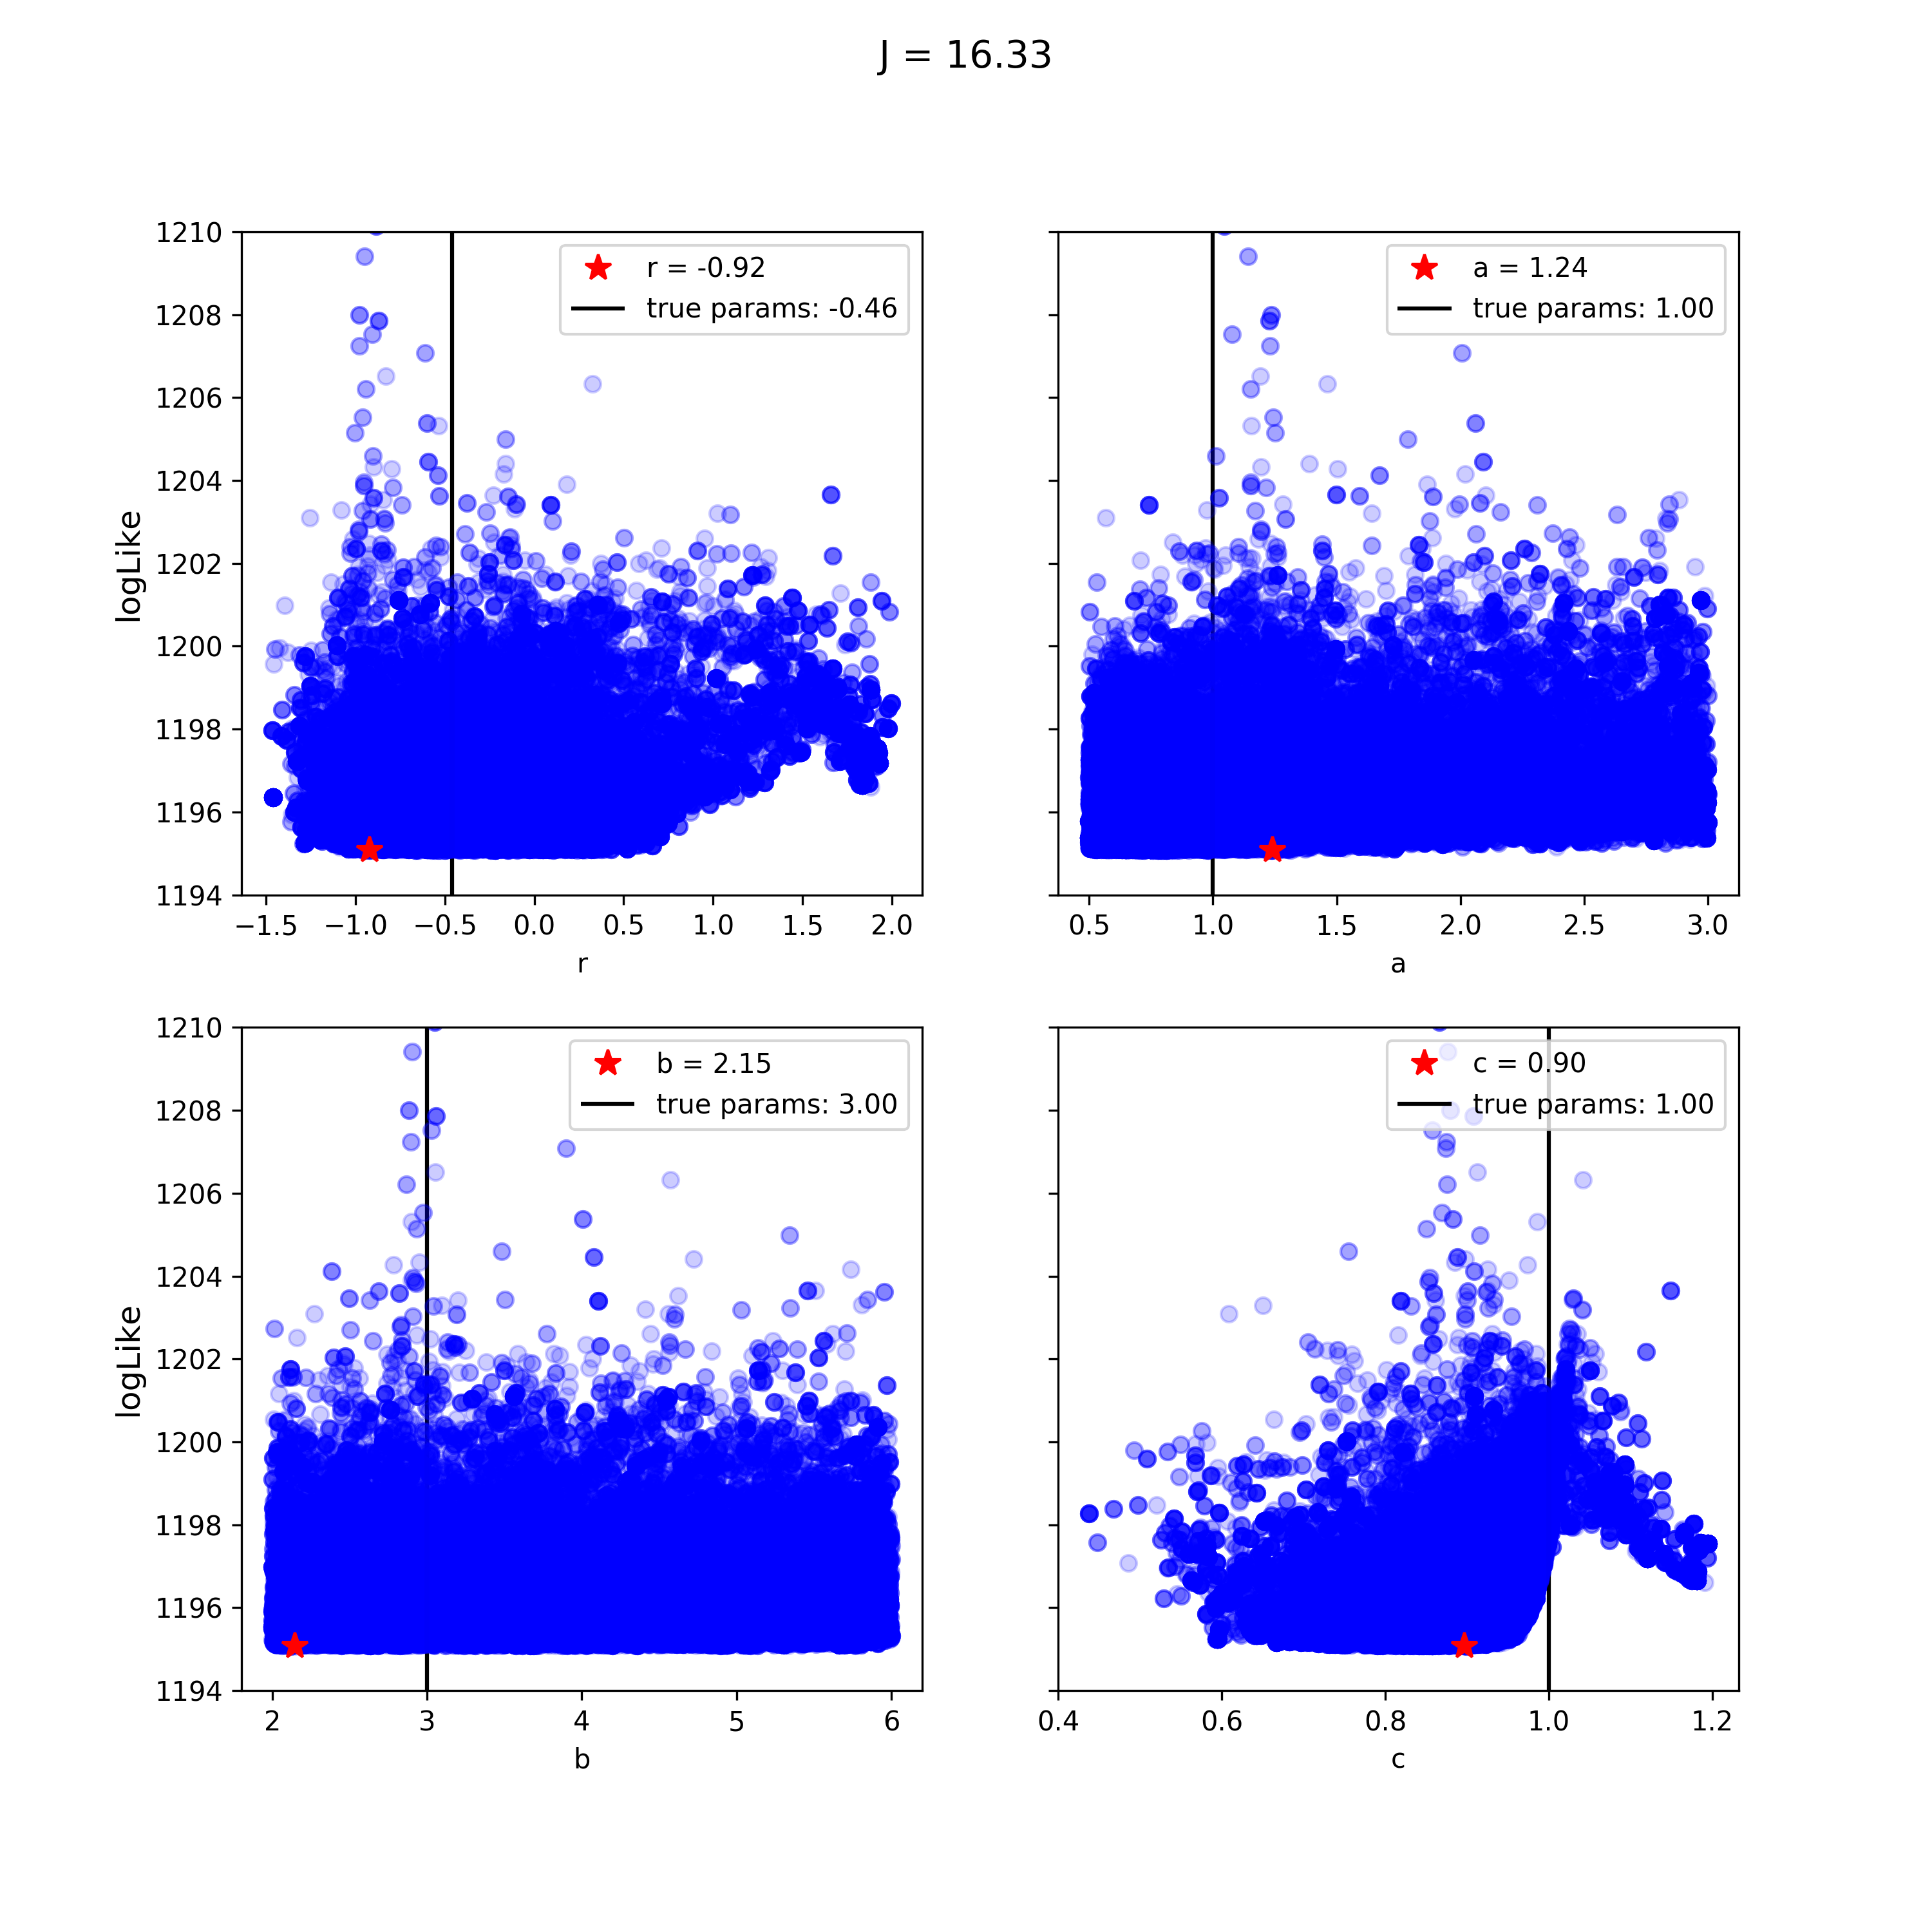 J = 16.33
1210
1208
1206
1204
1202
1200
1198
1196
1194
logLike
r = -0.92
true params: -0.46
−1.5 −1.0 −0.5 0.0 0.5 1.0 1.5 2.0
r
a = 1.24
true params: 1.00
0.5 1.0 1.5 2.0 2.5 3.0
a
1210
1208
1206
1204
1202
1200
1198
1196
1194
logLike
b = 2.15
true params: 3.00
2 3 4 5 6
b
c = 0.90
true params: 1.00
0.4 0.6 0.8 1.0 1.2
c